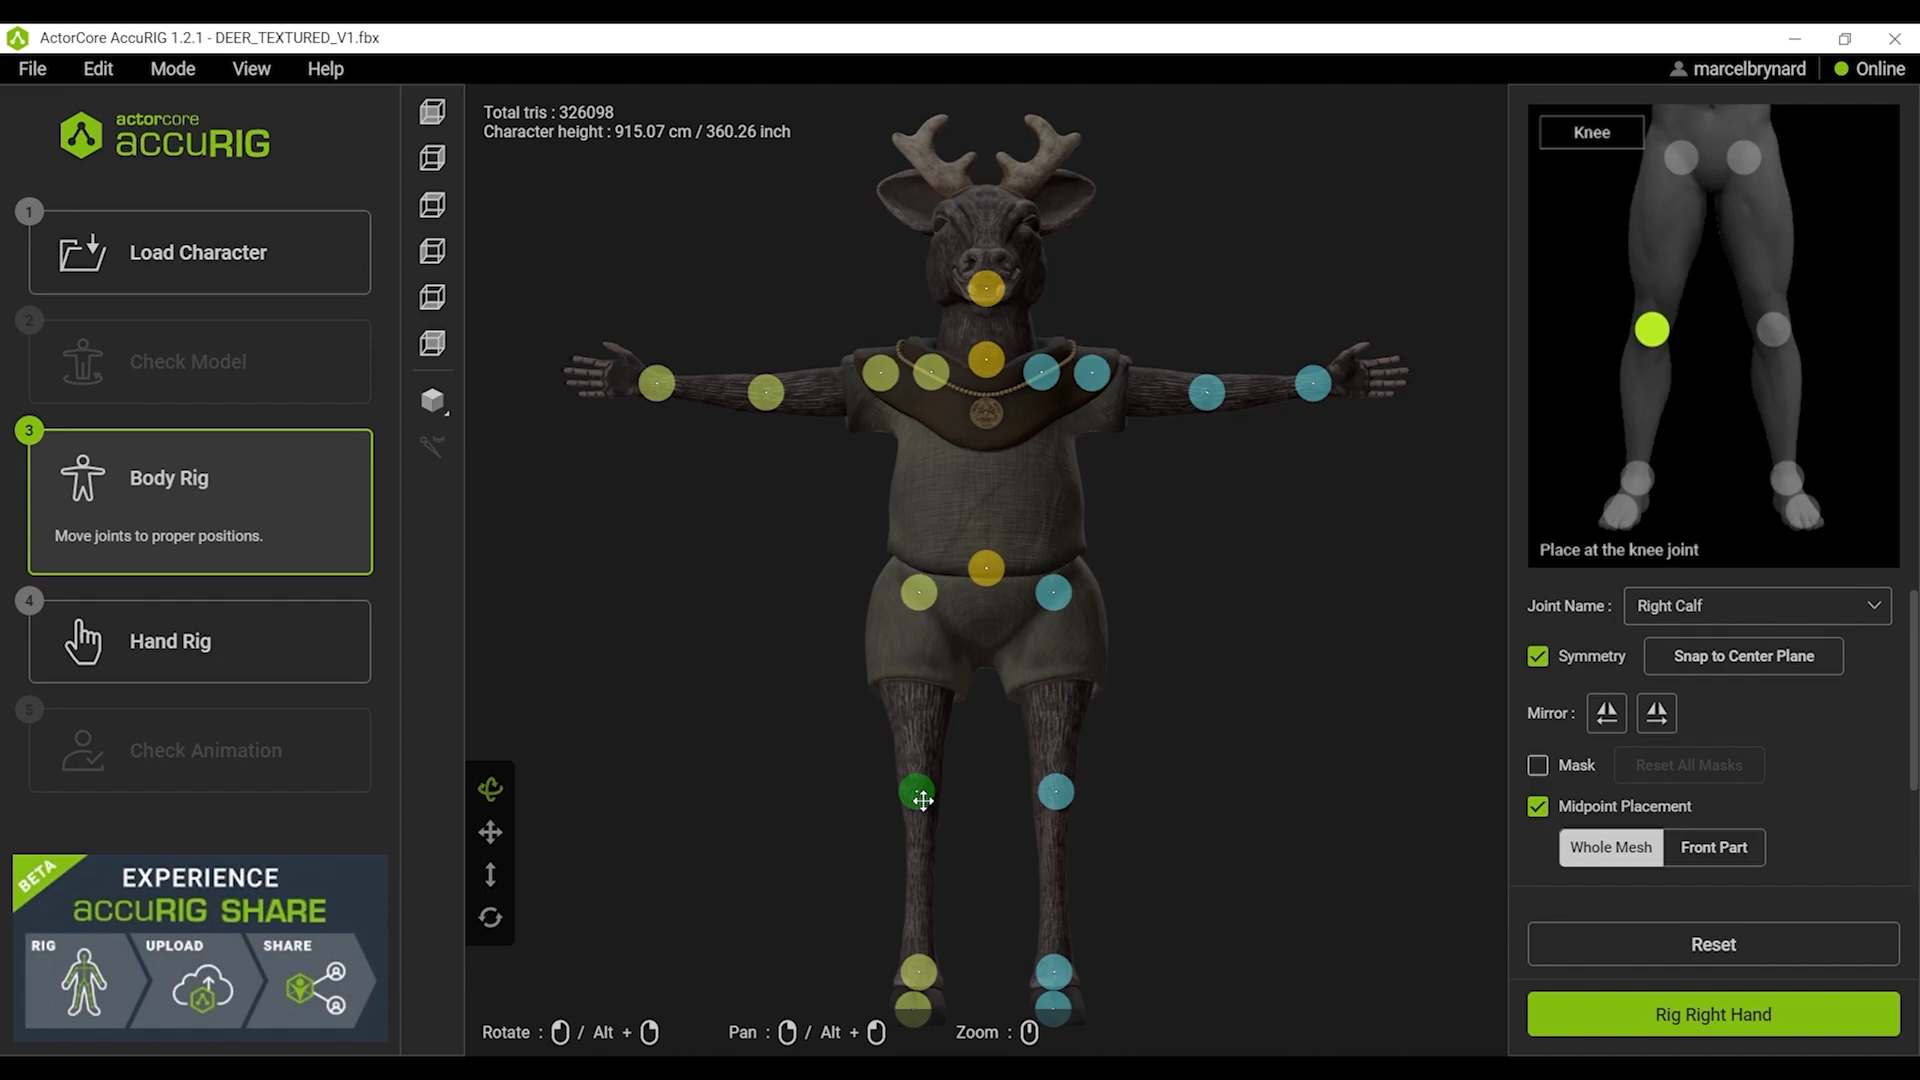 ActorCore AccuRIG 1.2.1 - DEER_TEXTURED_V1.fbx
File Edit Mode View Help
marcelbrynard
Online
actorcore
accuRIG
1
Load Character
2
Check Model
3
Body Rig
Move joints to proper positions.
4
Hand Rig
5
Check Animation
BETA
EXPERIENCE
accuRIG SHARE
RIG
UPLOAD
SHARE
Total tris : 326098
Character height : 915.07 cm / 360.26 inch
Rotate : / Alt +
Pan : / Alt +
Zoom :
Knee
Place at the knee joint
Joint Name : Right Calf
Symmetry
Snap to Center Plane
Mirror :
Mask
Reset All Masks
Midpoint Placement
Whole Mesh
Front Part
Reset
Rig Right Hand